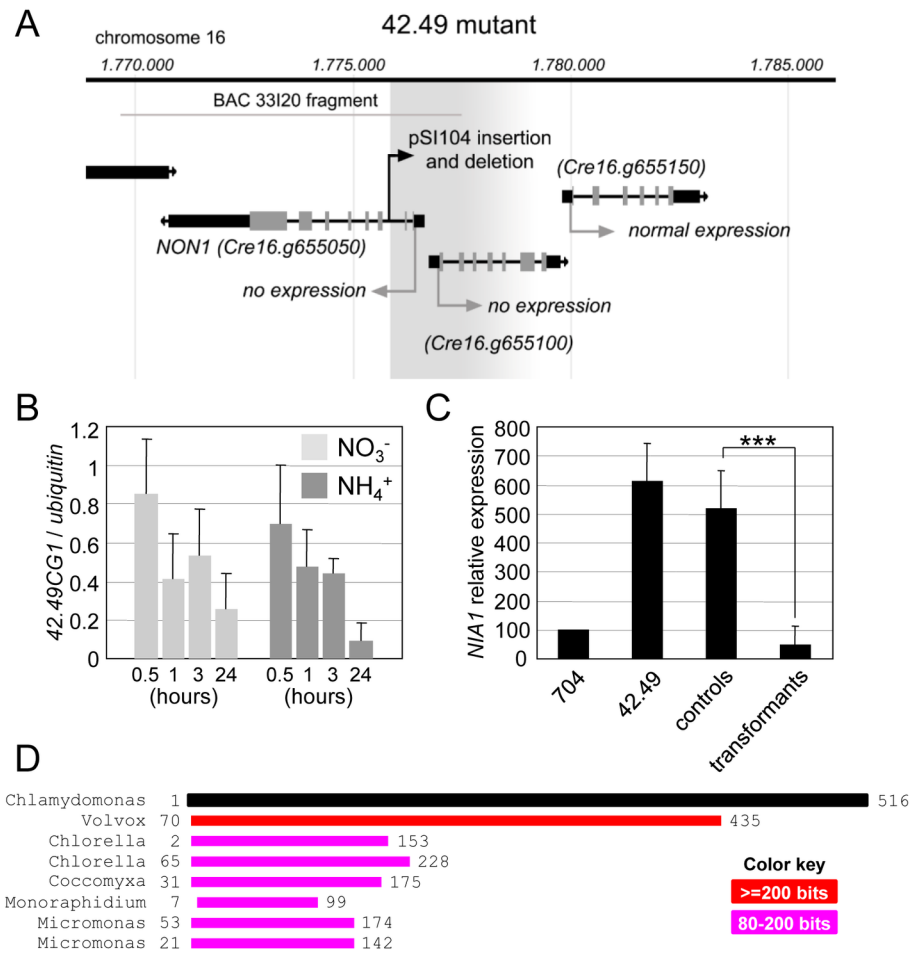 A
42.49 mutant
chromosome 16
1.770.000 1.775.000 1.780.000 1.785.000
BAC 33I20 fragment
pSI104 insertion
and deletion
(Cre16.g655150)
NON1 (Cre16.g655050)
normal expression
no expression
no expression
(Cre16.g655100)
B
42.49CG1 / ubiquitin
1.2
1
0.8
0.6
0.4
0.2
0
NO3-
NH4+
0.5 1 3 24 0.5 1 3 24
(hours) (hours)
C
NIA1 relative expression
800
700
600
500
400
300
200
100
0
***
704 42.49 controls transformants
D
Chlamydomonas 1 516
Volvox 70 435
Chlorella 2 153
Chlorella 65 228
Coccomyxa 31 175
Monoraphidium 7 99
Micromonas 53 174
Micromonas 21 142
Color key
>=200 bits
80-200 bits